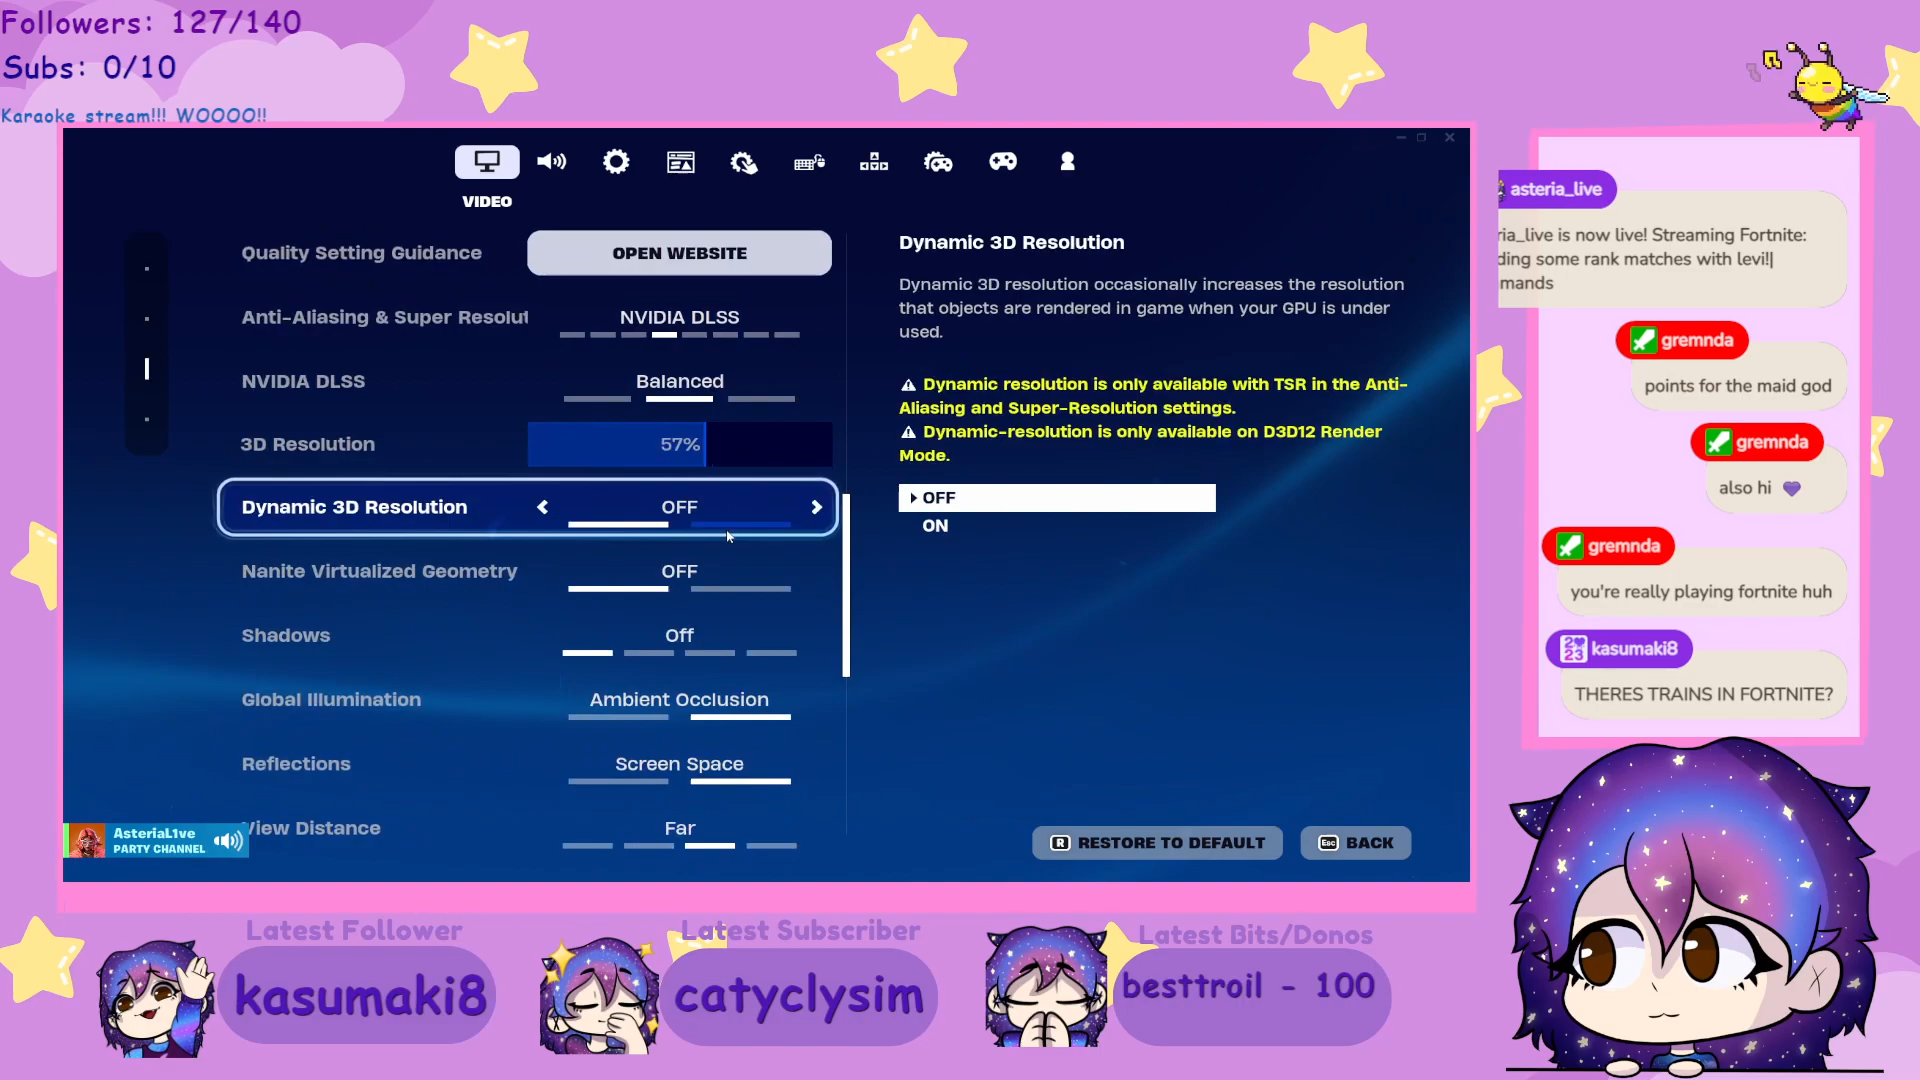 Followers: 127/140
Subs: 0/10
Karaoke stream!!! WOOOO!!
VIDEO
Quality Setting Guidance
OPEN WEBSITE
Anti-Aliasing & Super Resolut
NVIDIA DLSS
NVIDIA DLSS
Balanced
3D Resolution
57%
Dynamic 3D Resolution
OFF
Nanite Virtualized Geometry
OFF
Shadows
Off
Global Illumination
Ambient Occlusion
Reflections
Screen Space
View Distance
Far
Dynamic 3D Resolution
Dynamic 3D resolution occasionally increases the resolution
that objects are rendered in game when your GPU is under
used.
Dynamic resolution is only available with TSR in the Anti-
Aliasing and Super-Resolution settings.
Dynamic-resolution is only available on D3D12 Render
Mode.
OFF
ON
R RESTORE TO DEFAULT
Esc BACK
AsteriaL1ve
PARTY CHANNEL
asteria_live
ria_live is now live! Streaming Fortnite:
ding some rank matches with levi!|
mands
gremnda
points for the maid god
gremnda
also hi
gremnda
you're really playing fortnite huh
2023 kasumaki8
THERES TRAINS IN FORTNITE?
Latest Follower
kasumaki8
Latest Subscriber
catyclysim
Latest Bits/Donos
besttroil - 100